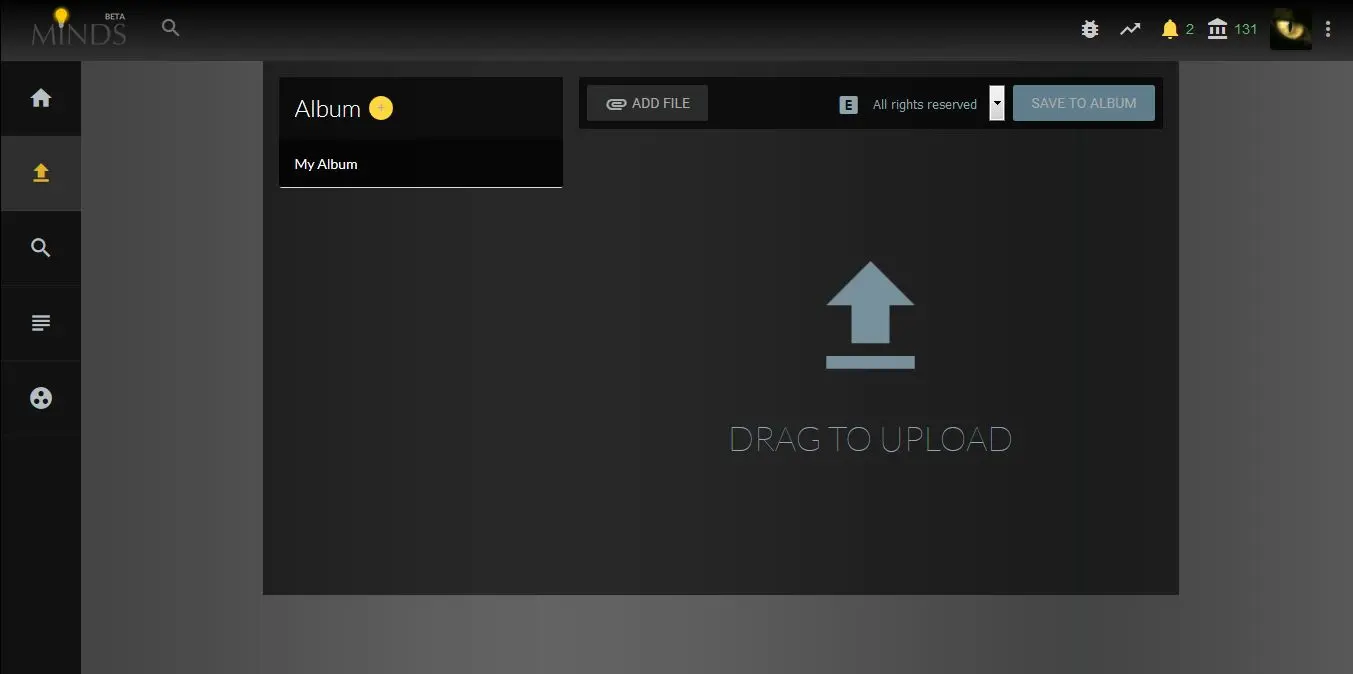 BETA
MINDS
2
131
Album +
My Album
ADD FILE
E All rights reserved
SAVE TO ALBUM
DRAG TO UPLOAD